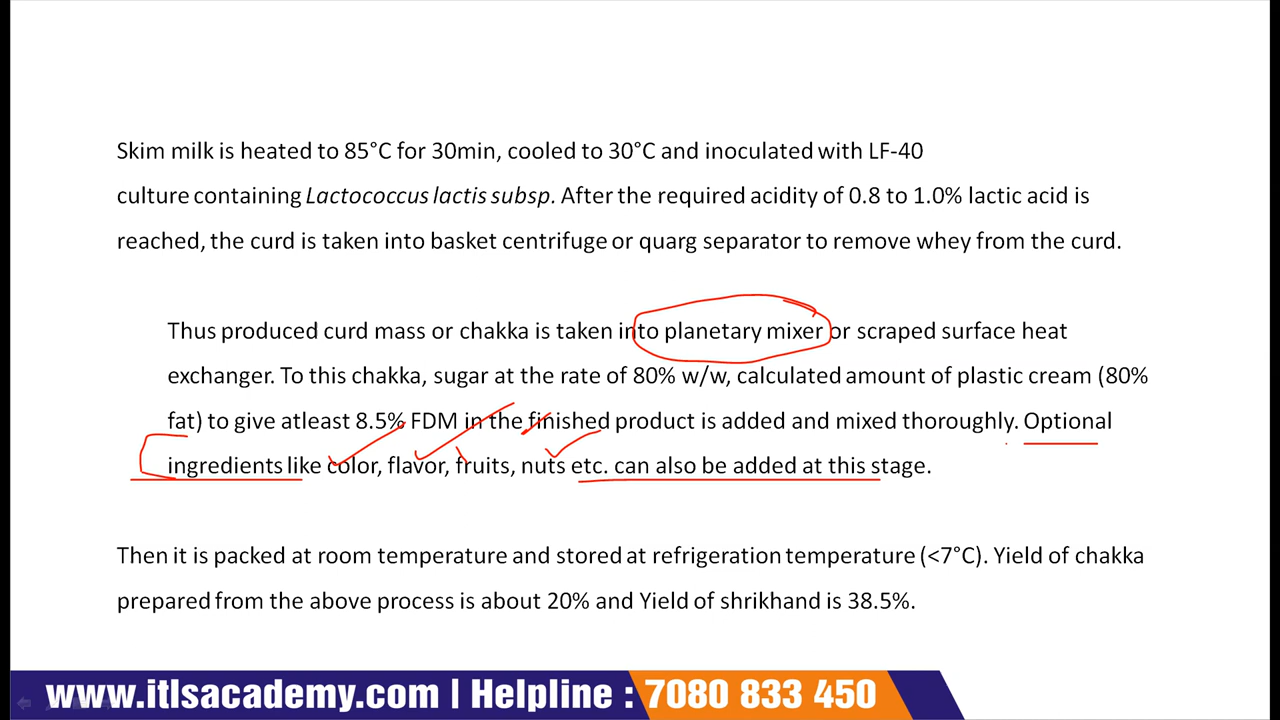 Skim milk is heated to 85°C for 30min, cooled to 30°C and inoculated with LF-40
culture containing Lactococcus lactis subsp. After the required acidity of 0.8 to 1.0% lactic acid is
reached, the curd is taken into basket centrifuge or quarg separator to remove whey from the curd.
Thus produced curd mass or chakka is taken into planetary mixer or scraped surface heat
exchanger. To this chakka, sugar at the rate of 80% w/w, calculated amount of plastic cream (80%
fat) to give atleast 8.5% FDM in the finished product is added and mixed thoroughly. Optional
ingredients like color, flavor, fruits, nuts etc. can also be added at this stage.
Then it is packed at room temperature and stored at refrigeration temperature (<7°C). Yield of chakka
prepared from the above process is about 20% and Yield of shrikhand is 38.5%.
www.itlsacademy.com | Helpline : 7080 833 450